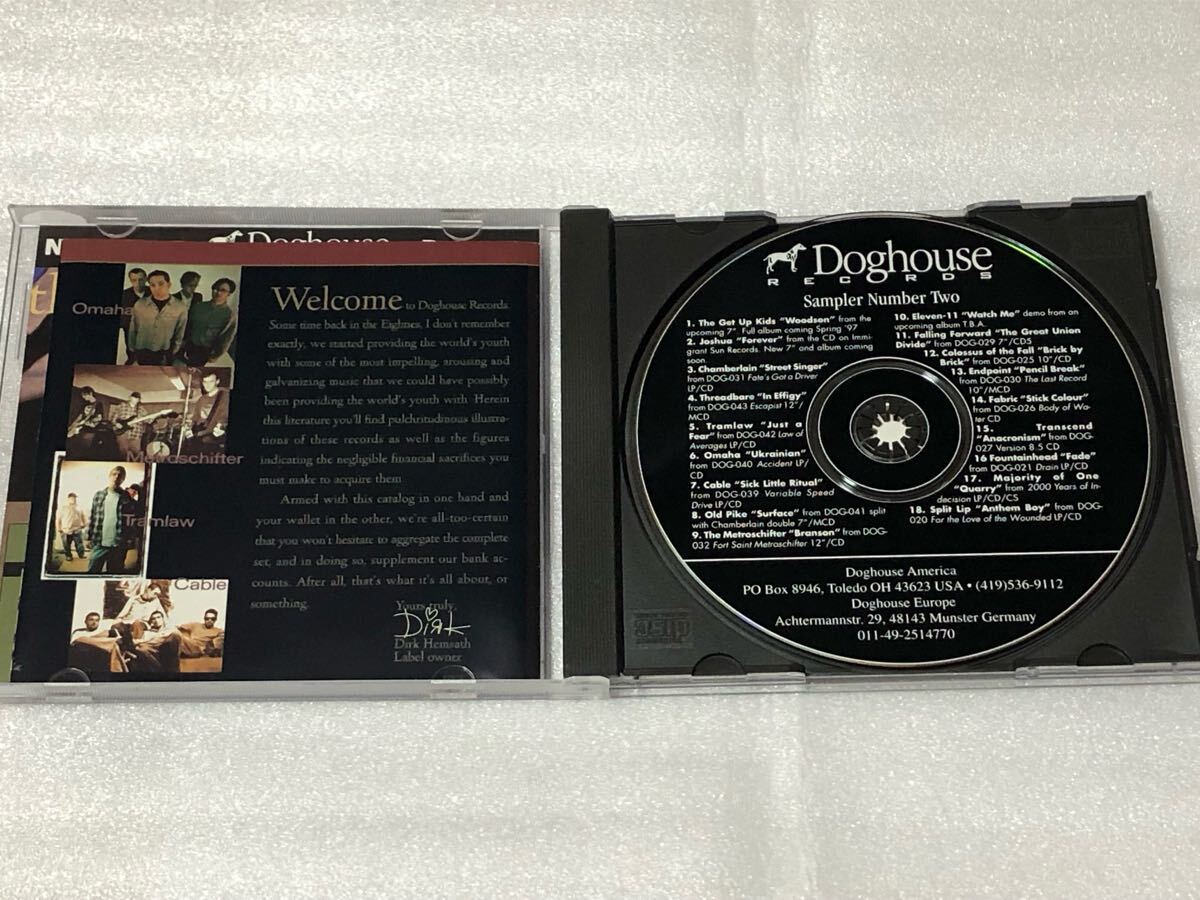 N
Doghouse
th
Omaha
Metroschifter
Tramlaw
Cable
Welcome to Doghouse Records.
Some time back in the Eighties, I don't remember
exactly, we started providing the world's youth
with some of the most impelling, arousing and
galvanizing music that we could have possibly
been providing the world's youth with. Herein
this literature you'll find pulchritudinous illustra-
tions of these records as well as the figures
indicating the negligible financial sacrifices you
must make to acquire them.
Armed with this catalog in one hand and
your wallet in the other, we're all-too-certain
that you won't hesitate to aggregate the complete
set, and in doing so, supplement our bank ac-
counts. After all, that's what it's all about, or
something.
Yours truly,
Dirk
Dirk Hemsath
Label owner
Doghouse
RECORDS
Sampler Number Two
1. The Get Up Kids "Woodson" from the
upcoming 7". Full album coming Spring '97
2. Joshua "Forever" from the CD on Immi
grant Sun Records. New 7" and album coming
soon.
3. Chamberlain "Street Singer"
from DOG-031 Fate's Got a Driver
LP/CD
4. Threadbare "In Effigy"
from DOG-043 Escapist 12"/
MCD
5. Tramlaw "Just a
Fear" from DOG-042 Law of
Averages LP/CD
6. Omaha "Ukrainian"
from DOG-040 Accident LP/
CD
7. Cable "Sick Little Ritual"
from DOG-039 Variable Speed
Drive LP/CD
8. Old Pike "Surface" from DOG-041 split
with Chamberlain double 7"/MCD
9. The Metroschifter "Branson" from DOG-
032 Fort Saint Metroschifter 12"/CD
10. Eleven-11 "Watch Me" demo from an
upcoming album T.B.A.
11. Falling Forward "The Great Union
Divide" from DOG-029 7"/CD5
12. Colossus of the Fall "Brick by
Brick" from DOG-025 10"/CD
13. Endpoint "Pencil Break"
from DOG-030 The Last Record
10"/MCD
14. Fabric "Stick Colour"
from DOG-026 Body of Wa-
ter CD
15. Transcend
"Anacronism" from DOG-
027 Version 8.5 CD
16 Fountainhead "Fade"
from DOG-021 Drain LP/CD
17. Majority of One
"Quarry" from 2000 Years of In-
decision LP/CD/CS
18. Split Lip "Anthem Boy" from DOG-
020 For the Love of the Wounded LP/CD
Doghouse America
PO Box 8946, Toledo OH 43623 USA • (419)536-9112
Doghouse Europe
Achtermannstr. 29, 48143 Munster Germany
011-49-2514770